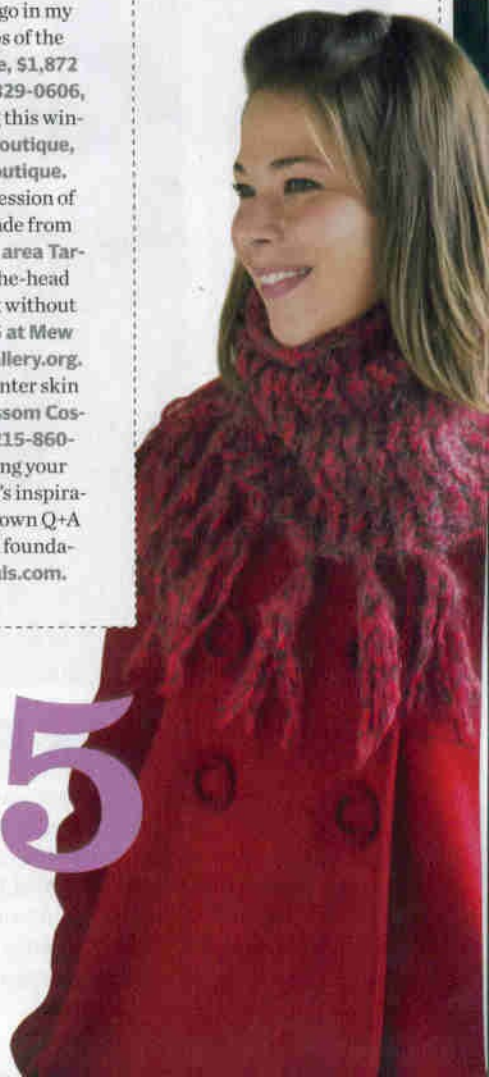 go in my
s of the
e, $1,872
329-0606,
this win-
outique,
outique.
ession of
de from
area Tar-
he-head
without
at Mew
llery.org.
nter skin
ssom Cos-
215-860-
ing your
's inspira-
own Q+A
founda-
ls.com.
5